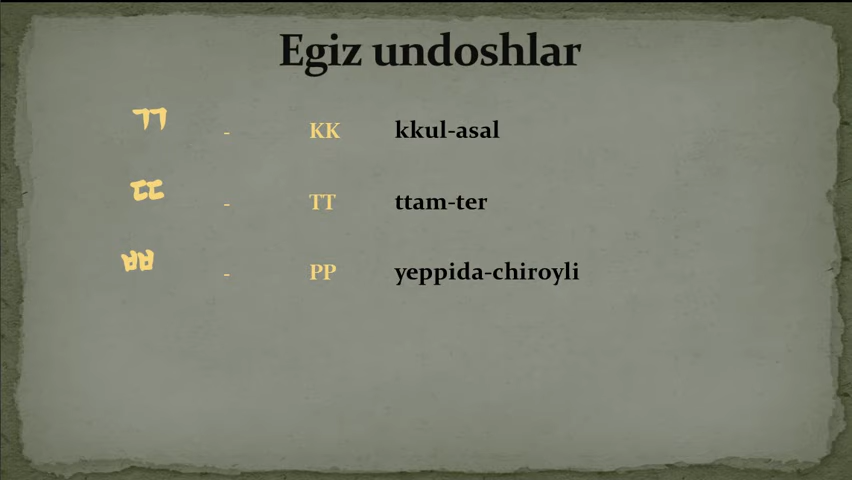 Egiz undoshlar
ㄲ - KK kkul-asal
ㄸ - TT ttam-ter
ㅃ - PP yeppida-chiroyli